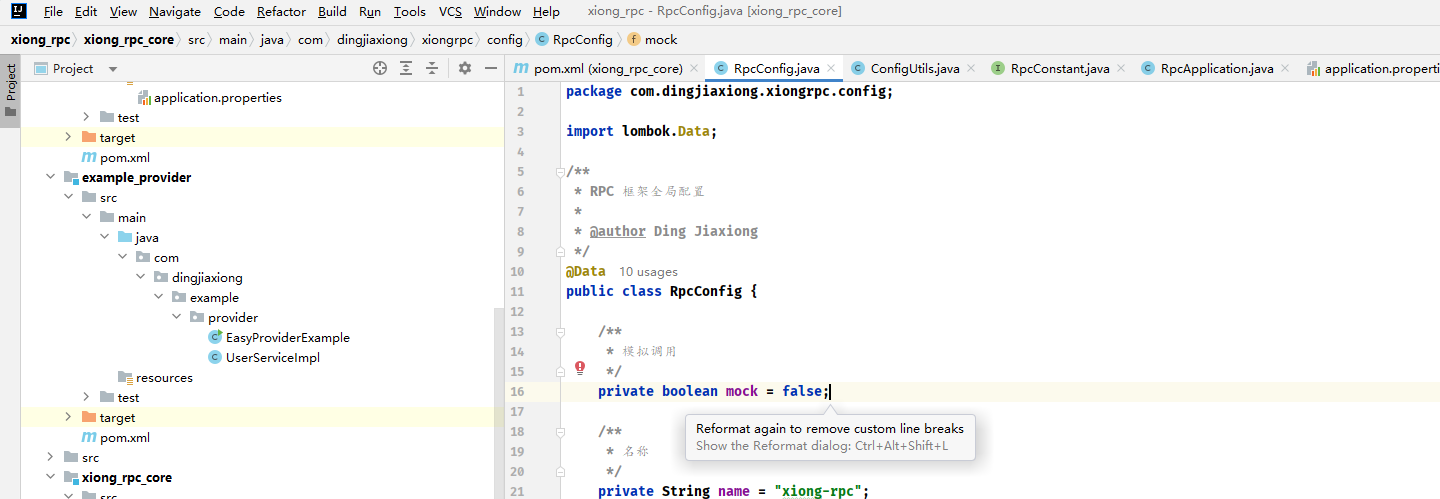 File Edit View Navigate Code Refactor Build Run Tools VCS Window Help xiong_rpc - RpcConfig.java [xiong_rpc_core]
xiong_rpc xiong_rpc_core src main java com dingjiaxiong xiongrpc config RpcConfig mock
Project
Project
pom.xml (xiong_rpc_core) RpcConfig.java ConfigUtils.java RpcConstant.java RpcApplication.java application.properti
application.properties
test
target
pom.xml
example_provider
src
main
java
com
dingjiaxiong
example
provider
EasyProviderExample
UserServiceImpl
resources
test
target
pom.xml
src
xiong_rpc_core
src
1 package com.dingjiaxiong.xiongrpc.config;
2
3 import lombok.Data;
4
5 /**
6 * RPC 框架全局配置
7 *
8 * @author Ding Jiaxiong
9 */
10 @Data 10 usages
11 public class RpcConfig {
12
13 /**
14 * 模拟调用
15 */
16 private boolean mock = false;
17
Reformat again to remove custom line breaks
Show the Reformat dialog: Ctrl+Alt+Shift+L
18 /**
19 * 名称
20 */
21 private String name = "xiong-rpc";